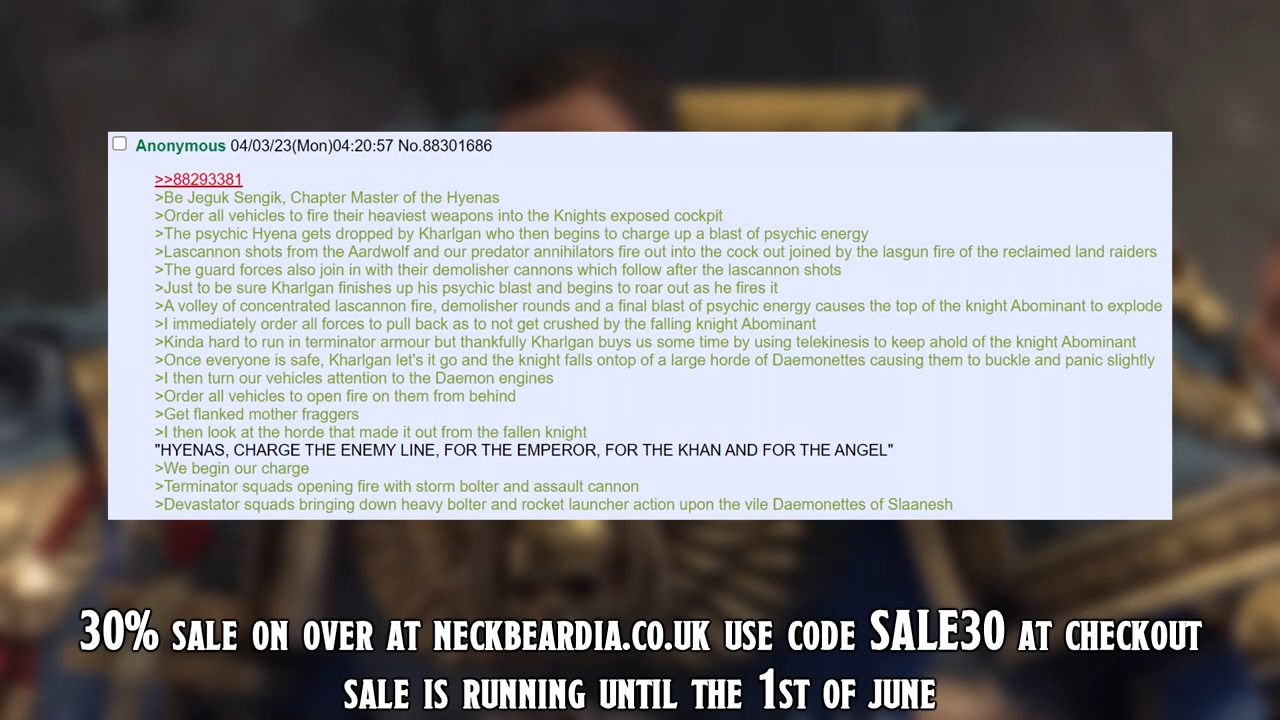 Anonymous 04/03/23(Mon)04:20:57 No.88301686
>>88293381
>Be Jeguk Sengik, Chapter Master of the Hyenas
>Order all vehicles to fire their heaviest weapons into the Knights exposed cockpit
>The psychic Hyena gets dropped by Kharlgan who then begins to charge up a blast of psychic energy
>Lascannon shots from the Aardwolf and our predator annihilators fire out into the cock out joined by the lasgun fire of the reclaimed land raiders
>The guard forces also join in with their demolisher cannons which follow after the lascannon shots
>Just to be sure Kharlgan finishes up his psychic blast and begins to roar out as he fires it
>A volley of concentrated lascannon fire, demolisher rounds and a final blast of psychic energy causes the top of the knight Abominant to explode
>I immediately order all forces to pull back as to not get crushed by the falling knight Abominant
>Kinda hard to run in terminator armour but thankfully Kharlgan buys us some time by using telekinesis to keep ahold of the knight Abominant
>Once everyone is safe, Kharlgan let's it go and the knight falls ontop of a large horde of Daemonettes causing them to buckle and panic slightly
>I then turn our vehicles attention to the Daemon engines
>Order all vehicles to open fire on them from behind
>Get flanked mother fraggers
>I then look at the horde that made it out from the fallen knight
"HYENAS, CHARGE THE ENEMY LINE, FOR THE EMPEROR, FOR THE KHAN AND FOR THE ANGEL"
>We begin our charge
>Terminator squads opening fire with storm bolter and assault cannon
>Devastator squads bringing down heavy bolter and rocket launcher action upon the vile Daemonettes of Slaanesh
30% SALE ON OVER AT NECKBEARDIA.CO.UK USE CODE SALE30 AT CHECKOUT
SALE IS RUNNING UNTIL THE 1ST OF JUNE